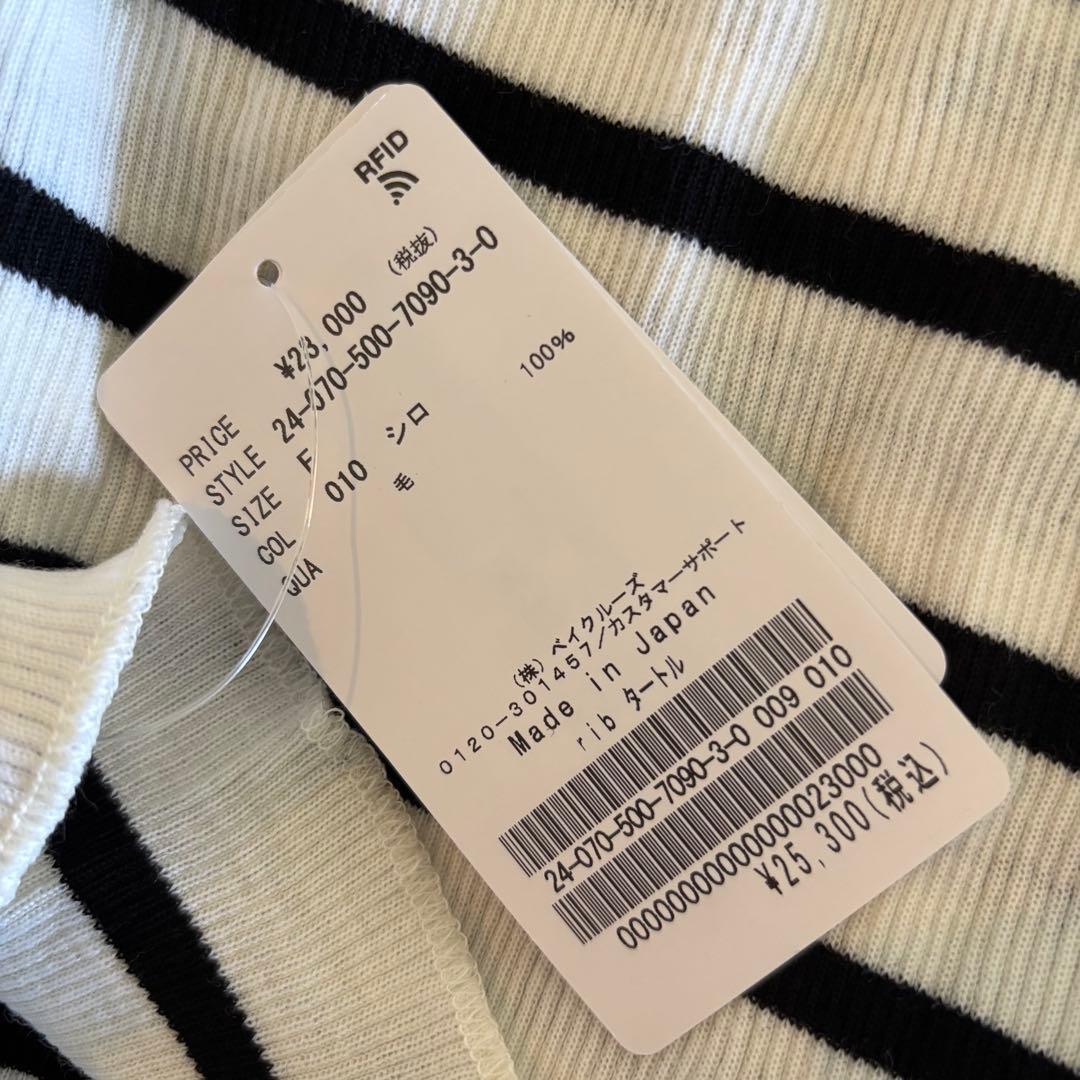 RFID
PRICE ¥23,000 (税抜)
STYLE 24-070-500-7090-3-0
SIZE F
COL 010 シロ
QUA 毛 100%
(株) ベイクルーズ
0120-301457/カスタマーサポート
Made in Japan
rib タートル
24-070-500-7090-3-0 009 010
0000000000000023000
¥25,300(税込)